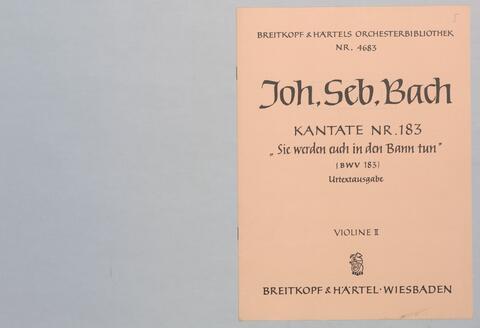 5
BREITKOPF & HÄRTELS ORCHESTERBIBLIOTHEK
NR. 4683
Joh. Seb. Bach
KANTATE NR. 183
„Sie werden euch in den Bann tun"
(BWV 183)
Urtextausgabe
VIOLINE II
BREITKOPF & HÄRTEL · WIESBADEN